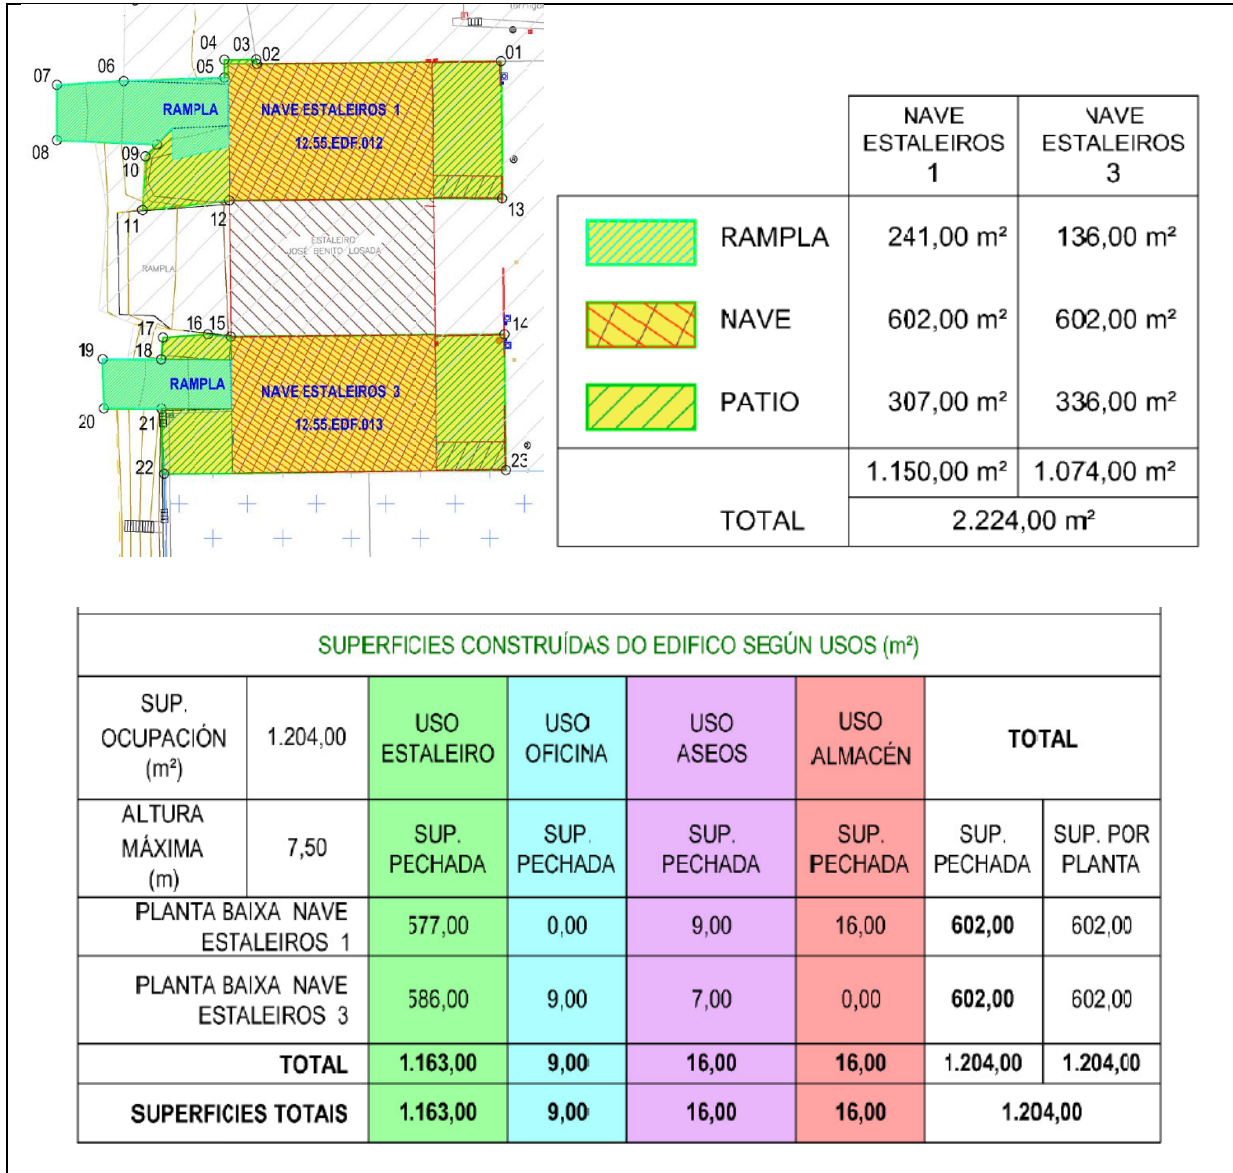 04 03
02
01
05
06
07
RAMPLA
NAVE ESTALEIROS 1
12.55.EDF.012
08
09
10
11
12
13
ESTALEIRO
JOSÉ BENITO LOSADA
RAMPLA
14
16 15
17
18
19
RAMPLA
NAVE ESTALEIROS 3
12.55.EDF.013
20
21
22
23
NAVE
ESTALEIROS
1
NAVE
ESTALEIROS
3
RAMPLA 241,00 m² 136,00 m²
NAVE 602,00 m² 602,00 m²
PATIO 307,00 m² 336,00 m²
1.150,00 m² 1.074,00 m²
TOTAL 2.224,00 m²
SUPERFICIES CONSTRUÍDAS DO EDIFICO SEGÚN USOS (m²)
SUP.
OCUPACIÓN
(m²)
1.204,00
USO
ESTALEIRO
USO
OFICINA
USO
ASEOS
USO
ALMACÉN
TOTAL
ALTURA
MÁXIMA
(m)
7,50
SUP.
PECHADA
SUP.
PECHADA
SUP.
PECHADA
SUP.
PECHADA
SUP.
PECHADA
SUP. POR
PLANTA
PLANTA BAIXA NAVE
ESTALEIROS 1
577,00 0,00 9,00 16,00 602,00 602,00
PLANTA BAIXA NAVE
ESTALEIROS 3
586,00 9,00 7,00 0,00 602,00 602,00
TOTAL 1.163,00 9,00 16,00 16,00 1.204,00 1.204,00
SUPERFICIES TOTAIS 1.163,00 9,00 16,00 16,00 1.204,00